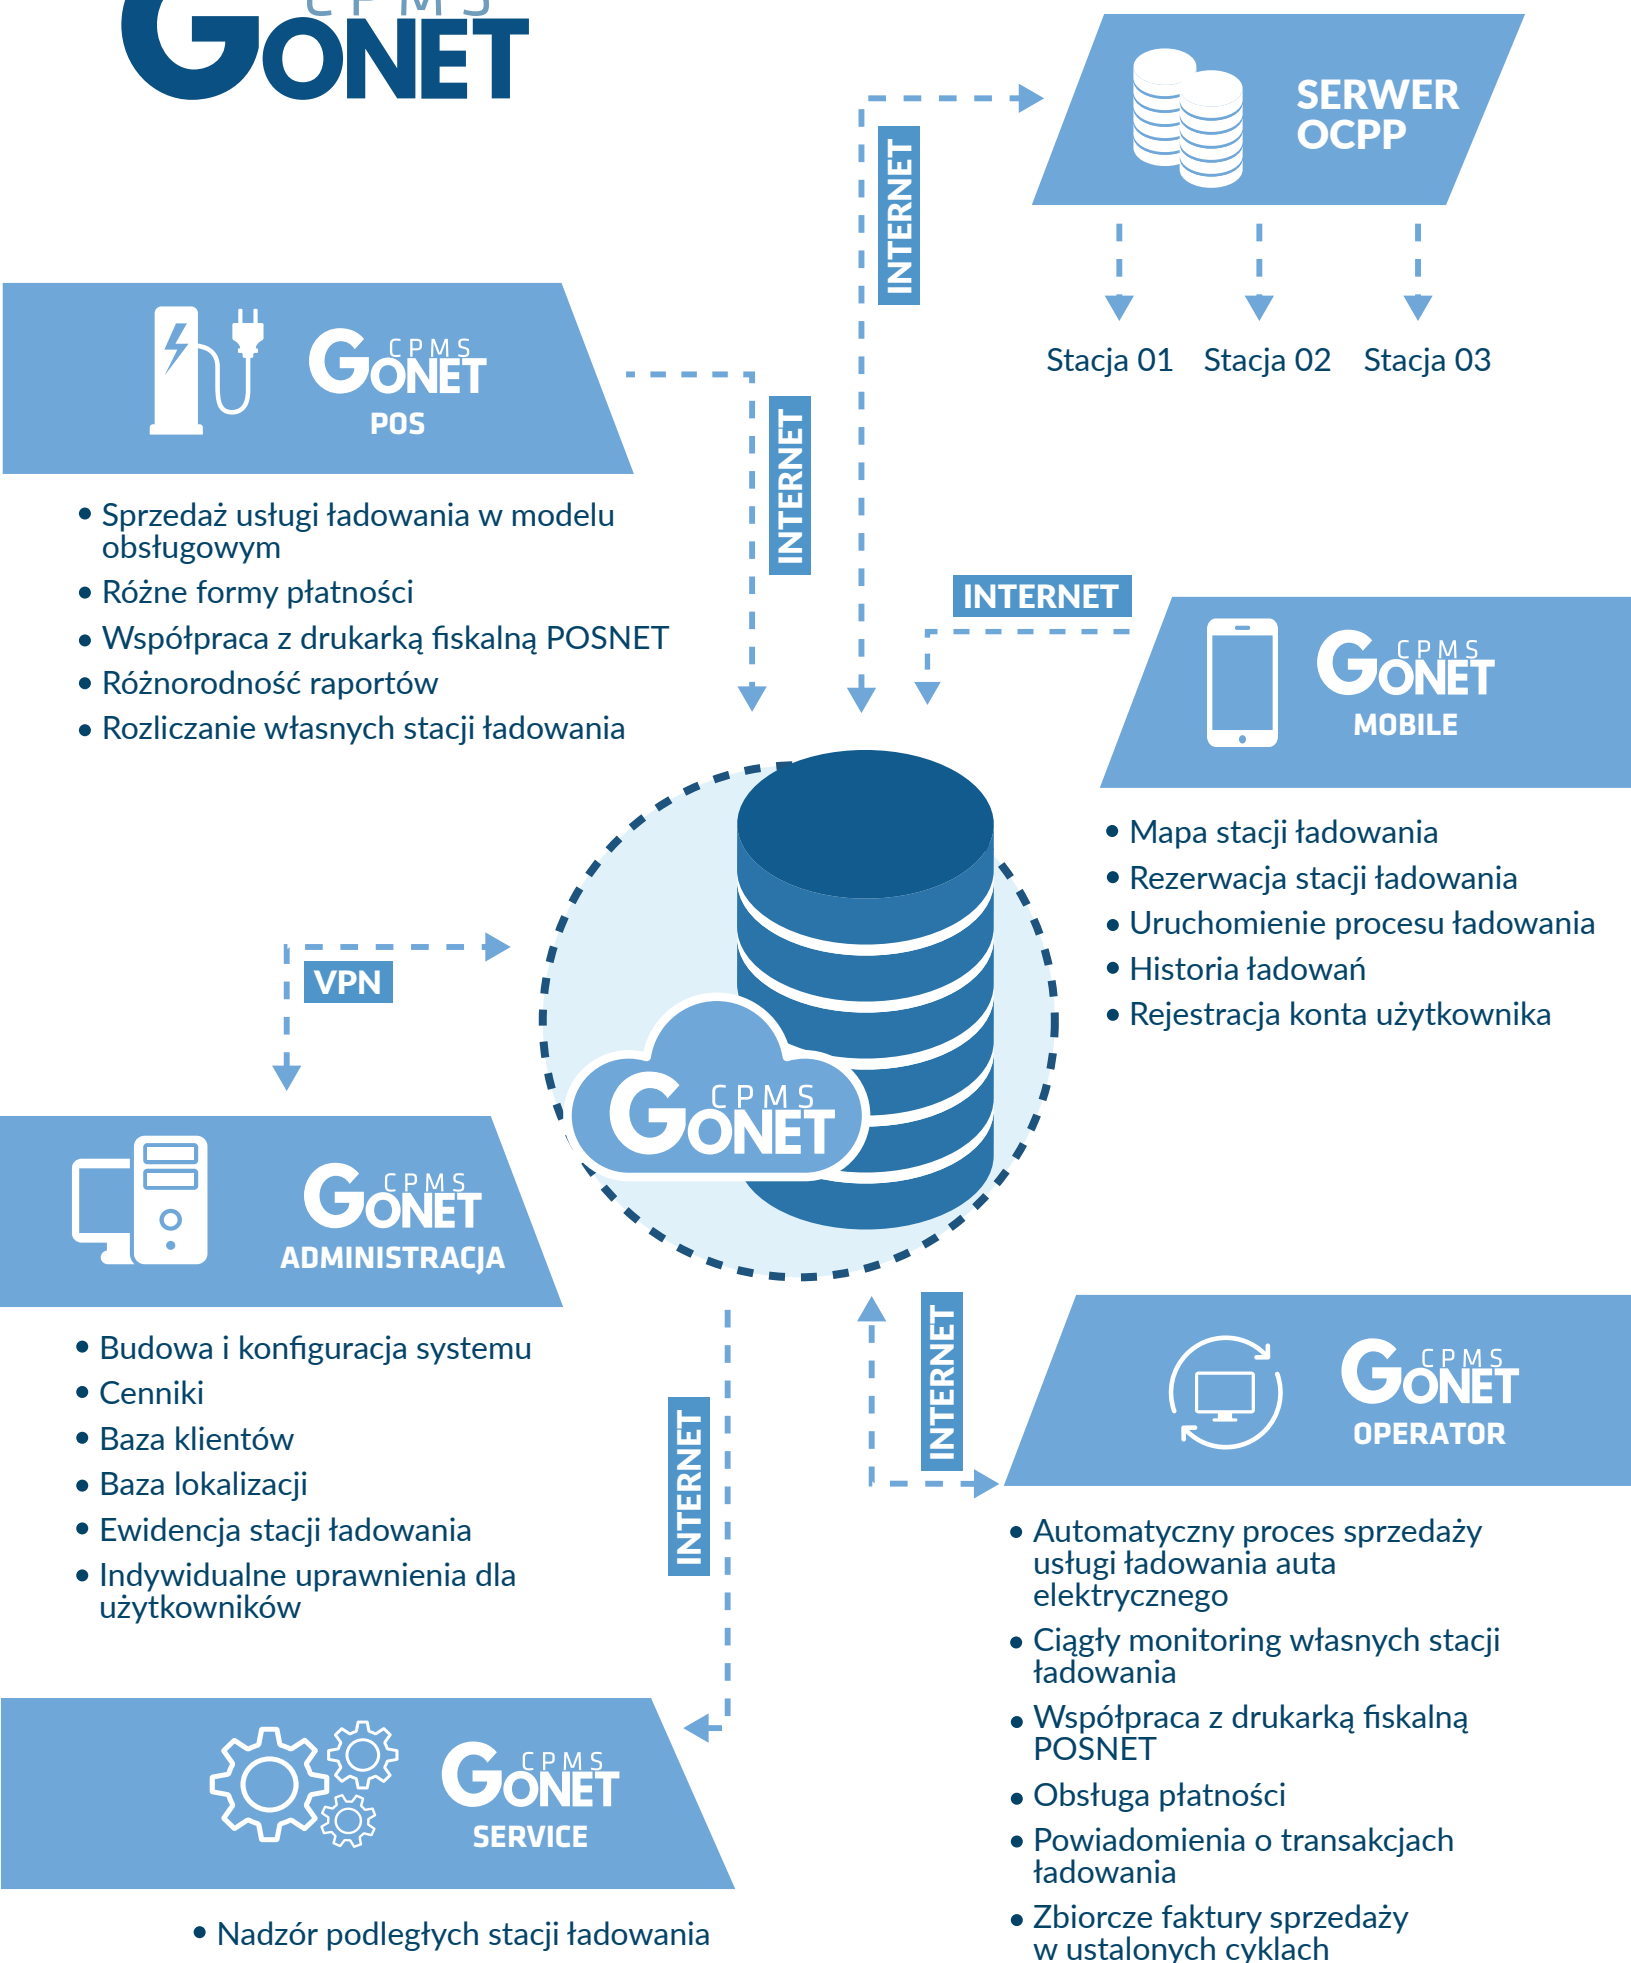 CPMS
GONET
SERWER
OCPP
INTERNET
Stacja 01
Stacja 02
Stacja 03
CPMS
GONET
POS
INTERNET
• Sprzedaż usługi ładowania w modelu
obsługowym
• Różne formy płatności
• Współpraca z drukarką fiskalną POSNET
• Różnorodność raportów
• Rozliczanie własnych stacji ładowania
INTERNET
CPMS
GONET
MOBILE
• Mapa stacji ładowania
• Rezerwacja stacji ładowania
• Uruchomienie procesu ładowania
• Historia ładowań
• Rejestracja konta użytkownika
VPN
CPMS
GONET
CPMS
GONET
ADMINISTRACJA
• Budowa i konfiguracja systemu
• Cenniki
• Baza klientów
• Baza lokalizacji
• Ewidencja stacji ładowania
• Indywidualne uprawnienia dla
użytkowników
INTERNET
INTERNET
CPMS
GONET
OPERATOR
• Automatyczny proces sprzedaży
usługi ładowania auta
elektrycznego
• Ciągły monitoring własnych stacji
ładowania
• Współpraca z drukarką fiskalną
POSNET
• Obsługa płatności
• Powiadomienia o transakcjach
ładowania
• Zbiorcze faktury sprzedaży
w ustalonych cyklach
CPMS
GONET
SERVICE
• Nadzór podległych stacji ładowania